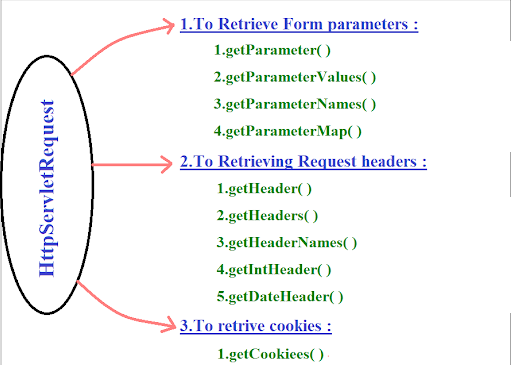 HttpServletRequest
1.To Retrieve Form parameters :
1.getParameter( )
2.getParameterValues( )
3.getParameterNames( )
4.getParameterMap( )
2.To Retrieving Request headers :
1.getHeader( )
2.getHeaders( )
3.getHeaderNames( )
4.getIntHeader( )
5.getDateHeader( )
3.To retrive cookies :
1.getCookiees( )